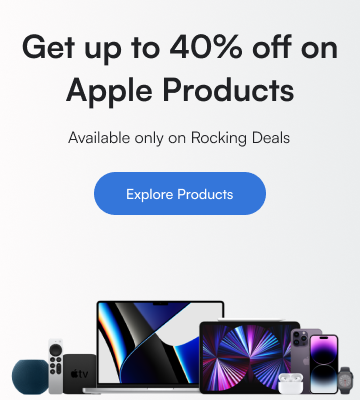 Get up to 40% off on
Apple Products
Available only on Rocking Deals
Explore Products
tv